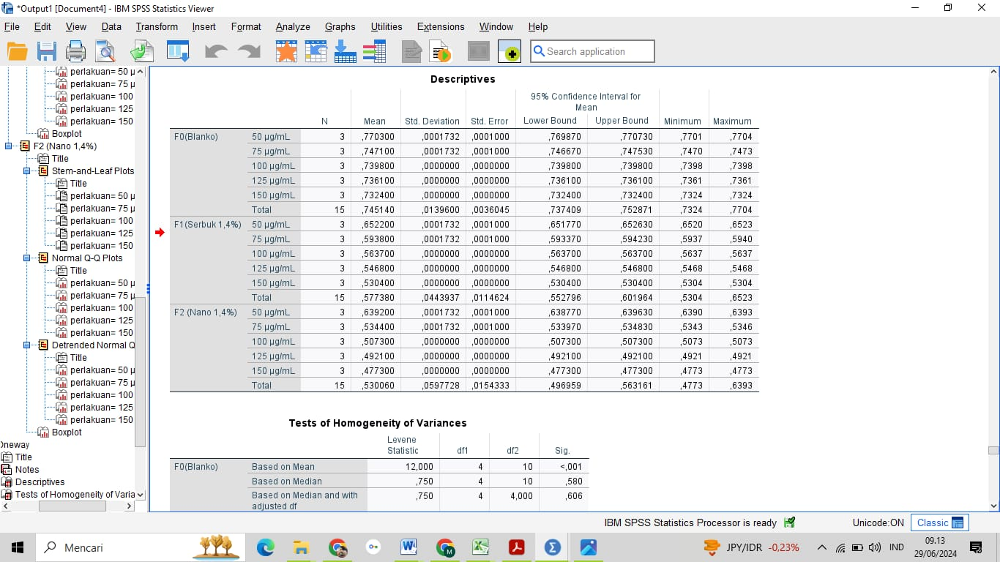 *Output1 [Document4] - IBM SPSS Statistics Viewer
File Edit View Data Transform Insert Format Analyze Graphs Utilities Extensions Window Help
Search application
perlakuan= 50 µ
perlakuan= 75 µ
perlakuan= 100
perlakuan= 125
perlakuan= 150
Boxplot
F2 (Nano 1,4%)
Title
Stem-and-Leaf Plots
Title
perlakuan= 50 µ
perlakuan= 75 µ
perlakuan= 100
perlakuan= 125
perlakuan= 150
Normal Q-Q Plots
Title
perlakuan= 50 µ
perlakuan= 75 µ
perlakuan= 100
perlakuan= 125
perlakuan= 150
Detrended Normal Q
Title
perlakuan= 50 µ
perlakuan= 75 µ
perlakuan= 100
perlakuan= 125
perlakuan= 150
Boxplot
Oneway
Title
Notes
Descriptives
Tests of Homogeneity of Varia
Descriptives
95% Confidence Interval for
Mean
N Mean Std. Deviation Std. Error Lower Bound Upper Bound Minimum Maximum
F0(Blanko) 50 µg/mL 3 ,770300 ,0001732 ,0001000 ,769870 ,770730 ,7701 ,7704
75 µg/mL 3 ,747100 ,0001732 ,0001000 ,746670 ,747530 ,7470 ,7473
100 µg/mL 3 ,739800 ,0000000 ,0000000 ,739800 ,739800 ,7398 ,7398
125 µg/mL 3 ,736100 ,0000000 ,0000000 ,736100 ,736100 ,7361 ,7361
150 µg/mL 3 ,732400 ,0000000 ,0000000 ,732400 ,732400 ,7324 ,7324
Total 15 ,745140 ,0139600 ,0036045 ,737409 ,752871 ,7324 ,7704
F1(Serbuk 1,4%) 50 µg/mL 3 ,652200 ,0001732 ,0001000 ,651770 ,652630 ,6520 ,6523
75 µg/mL 3 ,593800 ,0001732 ,0001000 ,593370 ,594230 ,5937 ,5940
100 µg/mL 3 ,563700 ,0000000 ,0000000 ,563700 ,563700 ,5637 ,5637
125 µg/mL 3 ,546800 ,0000000 ,0000000 ,546800 ,546800 ,5468 ,5468
150 µg/mL 3 ,530400 ,0000000 ,0000000 ,530400 ,530400 ,5304 ,5304
Total 15 ,577380 ,0443937 ,0114624 ,552796 ,601964 ,5304 ,6523
F2 (Nano 1,4%) 50 µg/mL 3 ,639200 ,0001732 ,0001000 ,638770 ,639630 ,6390 ,6393
75 µg/mL 3 ,534400 ,0001732 ,0001000 ,533970 ,534830 ,5343 ,5346
100 µg/mL 3 ,507300 ,0000000 ,0000000 ,507300 ,507300 ,5073 ,5073
125 µg/mL 3 ,492100 ,0000000 ,0000000 ,492100 ,492100 ,4921 ,4921
150 µg/mL 3 ,477300 ,0000000 ,0000000 ,477300 ,477300 ,4773 ,4773
Total 15 ,530060 ,0597728 ,0154333 ,496959 ,563161 ,4773 ,6393
Tests of Homogeneity of Variances
Levene
Statistic df1 df2 Sig.
F0(Blanko) Based on Mean 12,000 4 10 <,001
Based on Median ,750 4 10 ,580
Based on Median and with
adjusted df ,750 4 4,000 ,606
IBM SPSS Statistics Processor is ready Unicode:ON Classic
Mencari JPY/IDR -0,23% IND 09.13
29/06/2024